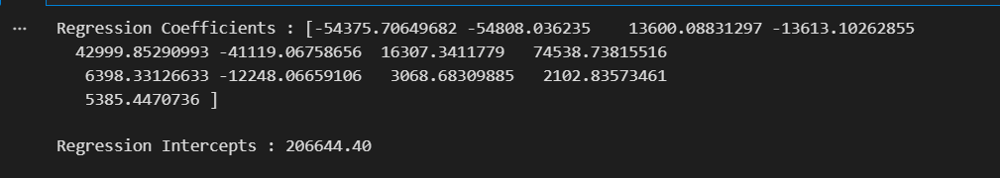 Regression Coefficients : [-54375.70649682 -54808.036235    13600.08831297 -13613.10262855
  42999.85290993 -41119.06758656  16307.3411779   74538.73815516
   6398.33126633 -12248.06659106   3068.68309885   2102.83573461
   5385.4470736 ]
Regression Intercepts : 206644.40